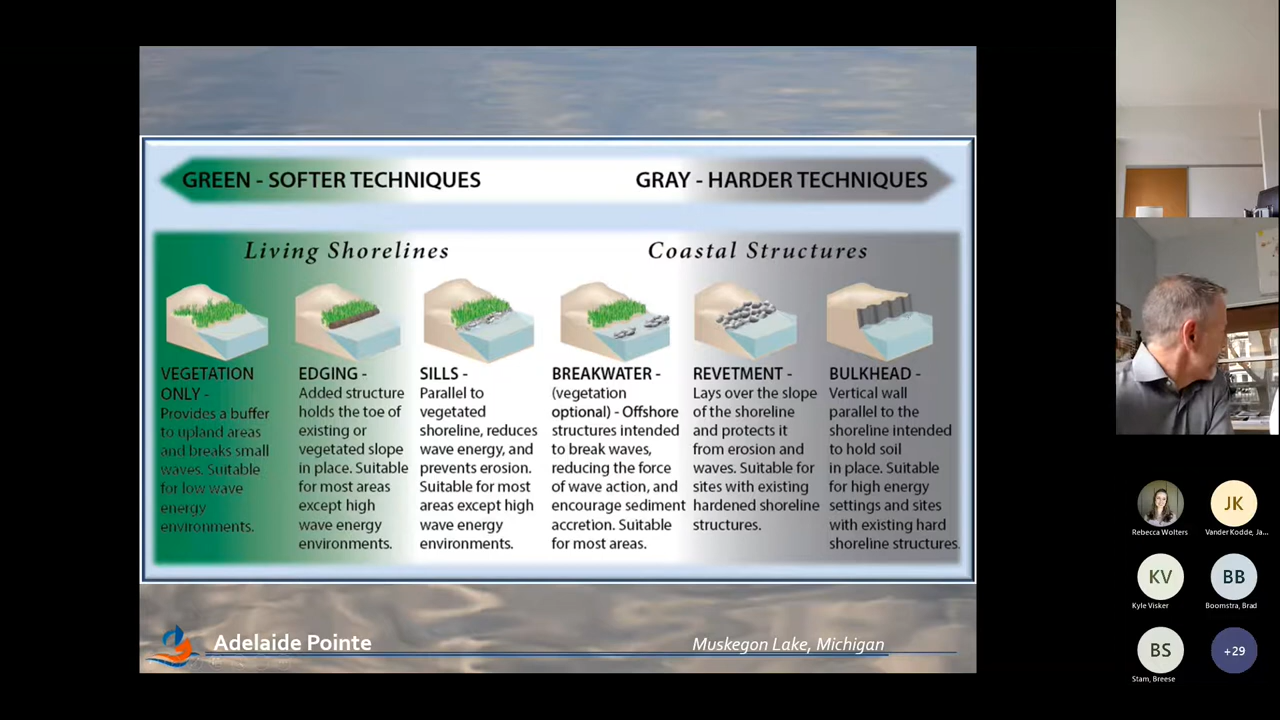 GREEN - SOFTER TECHNIQUES
GRAY - HARDER TECHNIQUES
Living Shorelines
Coastal Structures
VEGETATION
ONLY -
Provides a buffer
to upland areas
and breaks small
waves. Suitable
for low wave
energy
environments.
EDGING -
Added structure
holds the toe of
existing or
vegetated slope
in place. Suitable
for most areas
except high
wave energy
environments.
SILLS -
Parallel to
vegetated
shoreline, reduces
wave energy, and
prevents erosion.
Suitable for most
areas except high
wave energy
environments.
BREAKWATER -
(vegetation
optional) - Offshore
structures intended
to break waves,
reducing the force
of wave action, and
encourage sediment
accretion. Suitable
for most areas.
REVETMENT -
Lays over the slope
of the shoreline
and protects it
from erosion and
waves. Suitable for
sites with existing
hardened shoreline
structures.
BULKHEAD -
Vertical wall
parallel to the
shoreline intended
to hold soil
in place. Suitable
for high energy
settings and sites
with existing hard
shoreline structures.
Adelaide Pointe
Muskegon Lake, Michigan
JK
Rebecca Wolters
Vander Kodde, Ja...
KV
BB
Kyle Visker
Boomstra, Brad
BS
+29
Stam, Breese